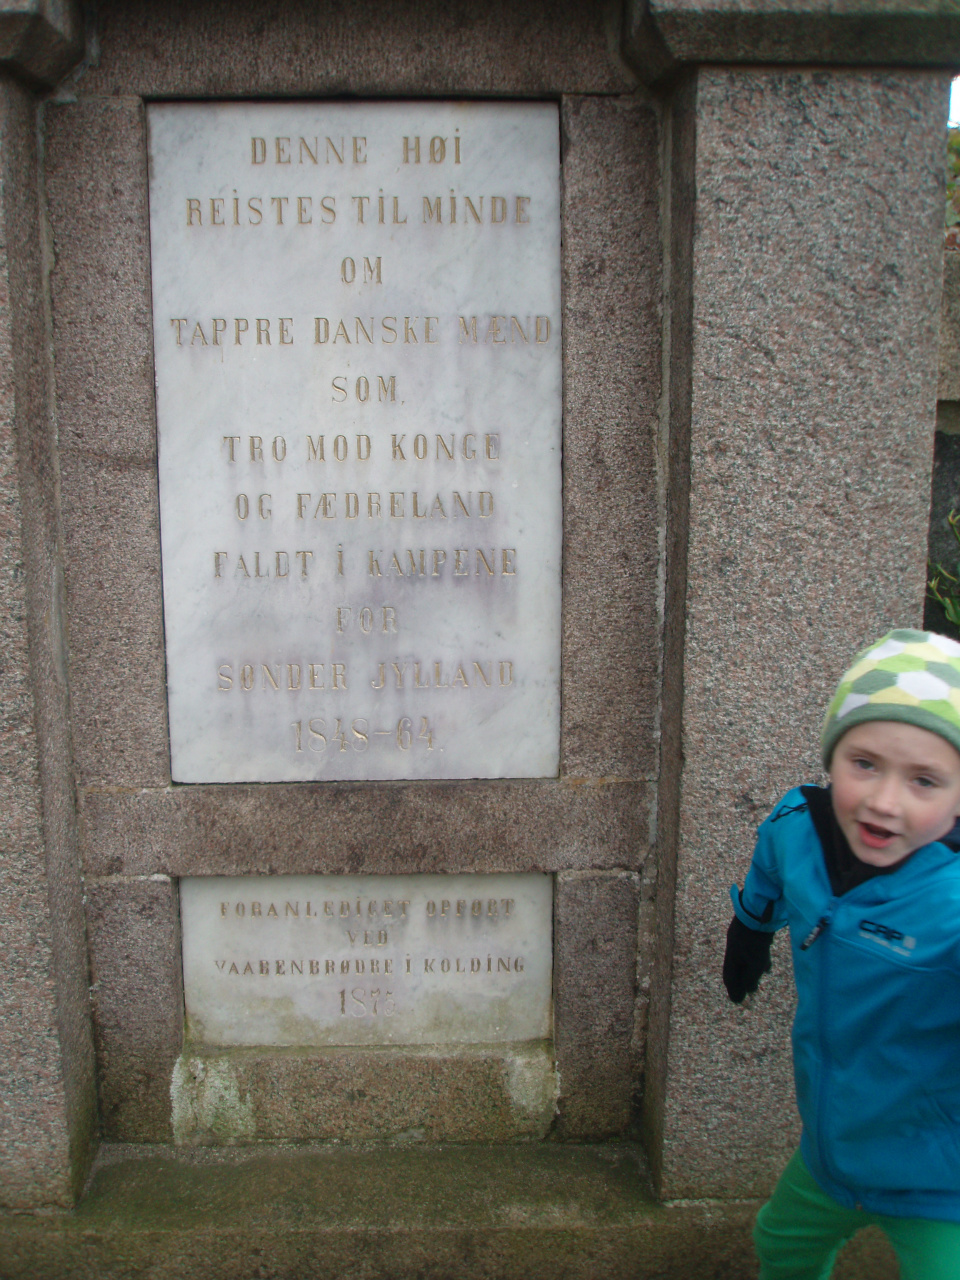 DENNE HØI
REISTES TIL MINDE
OM
TAPPRE DANSKE MÆND
SOM
TRO MOD KONGE
OG FÆDRELAND
FALDT I KAMPENE
FOR
SØNDER JYLLAND
1848-64.
FORANLEDIGET OPFØRT
VED
VAABENBRØDRE I KOLDING
1875